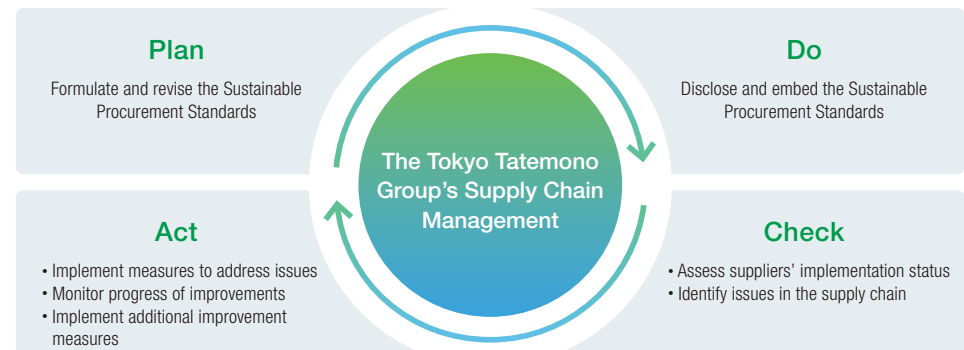 Plan
Formulate and revise the Sustainable
Procurement Standards
Do
Disclose and embed the Sustainable
Procurement Standards
The Tokyo Tatemono
Group’s Supply Chain
Management
Act
• Implement measures to address issues
• Monitor progress of improvements
• Implement additional improvement
measures
Check
• Assess suppliers’ implementation status
• Identify issues in the supply chain